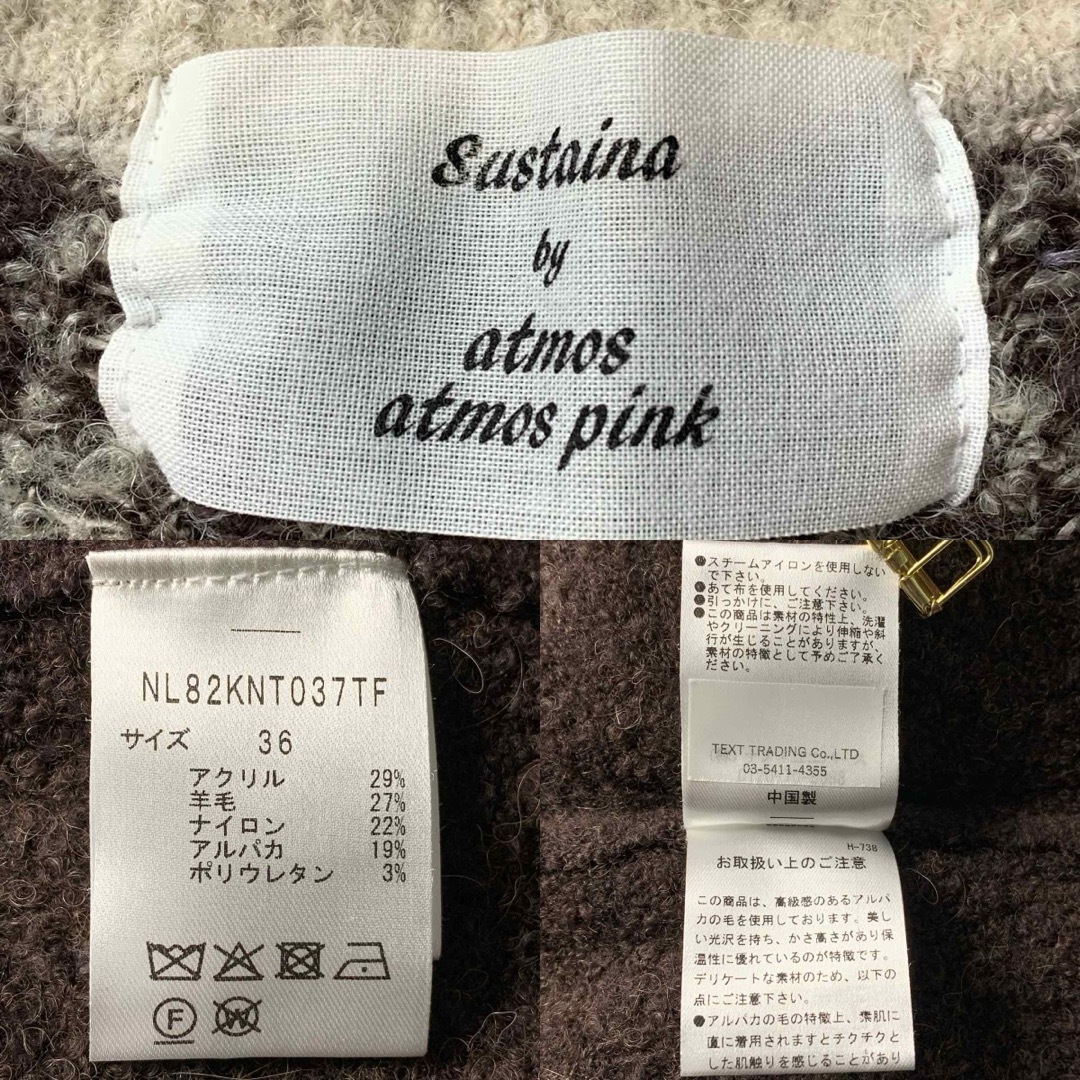 Sustaina
by
atmos
atmos pink
NL82KNT037TF
サイズ 36
アクリル 29%
羊毛 27%
ナイロン 22%
アルパカ 19%
ポリウレタン 3%
F
W
●スチームアイロンを使用しない
で下さい。
●あて布を使用してください。
●引っかけに、ご注意下さい。
●この商品は素材の特性上、洗濯
やクリーニングにより伸縮や斜
行が生じることがありますが、
素材の特徴として予めご了承く
ださい。
TEXT TRADING Co.,LTD
03-5411-4355
中国製
H-738
お取扱い上のご注意
この商品は、高級感のあるアルパ
カの毛を使用しております。美し
い光沢を持ち、かさ高さがあり保
温性に優れているのが特徴です。
デリケートな素材のため、以下の
点にご注意下さい。
●アルパカの毛の特徴上、素肌に
直に着用されますとチクチクと
した肌触りを感じることがあり